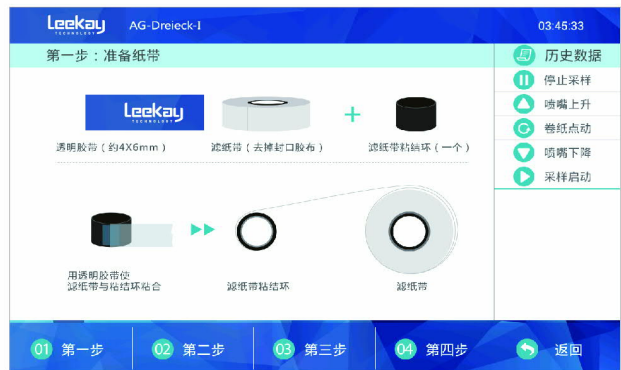 Leekay
TECHNOLOGY
AG-Dreieck-I
03:45:33
第一步：准备纸带
Leekay
TECHNOLOGY
透明胶带（约4X6mm）
滤纸带（去掉封口胶布）
+
滤纸带粘结环（一个）
用透明胶带使
滤纸带与粘结环粘合
滤纸带粘结环
滤纸带
历史数据
停止采样
喷嘴上升
卷纸点动
喷嘴下降
采样启动
01 第一步
02 第二步
03 第三步
04 第四步
返回